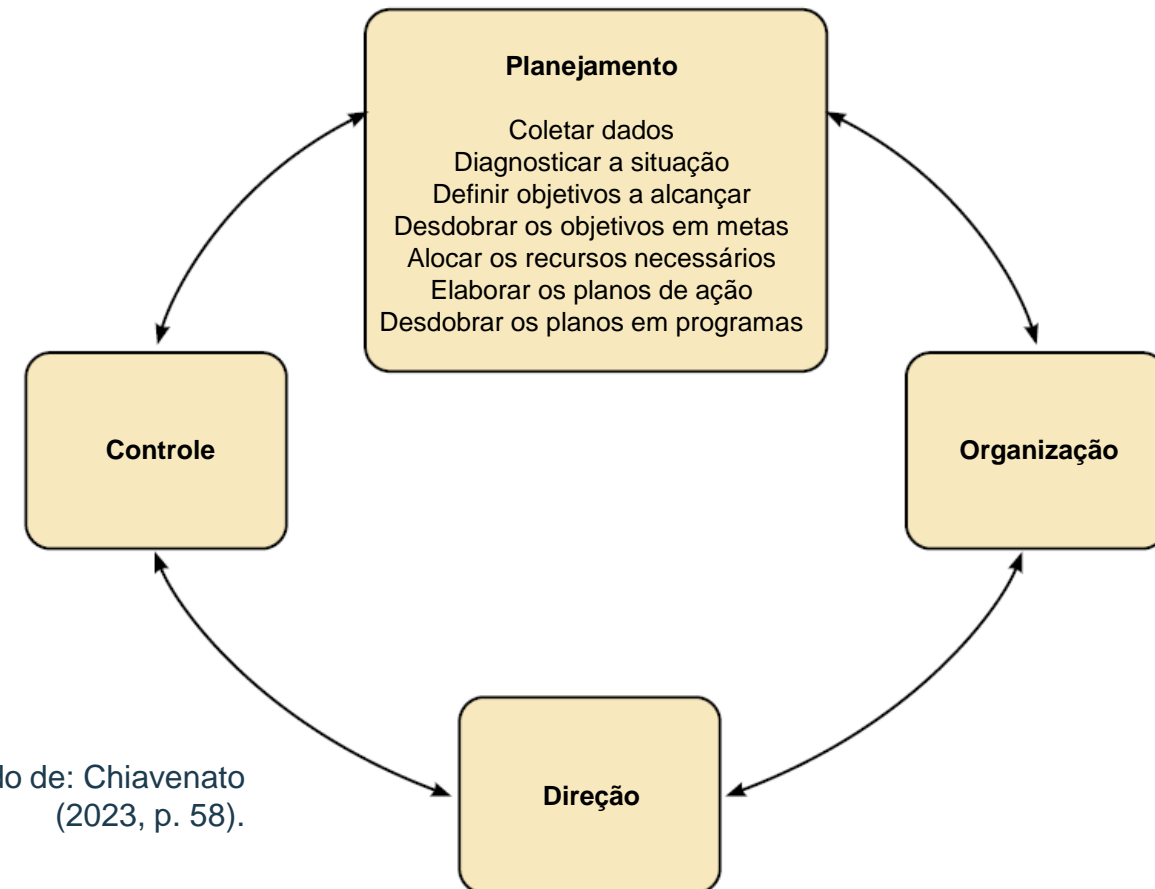 Planejamento
Coletar dados
Diagnosticar a situação
Definir objetivos a alcançar
Desdobrar os objetivos em metas
Alocar os recursos necessários
Elaborar os planos de ação
Desdobrar os planos em programas
Controle
Organização
Direção
de: Chiavenato
(2023, p. 58).